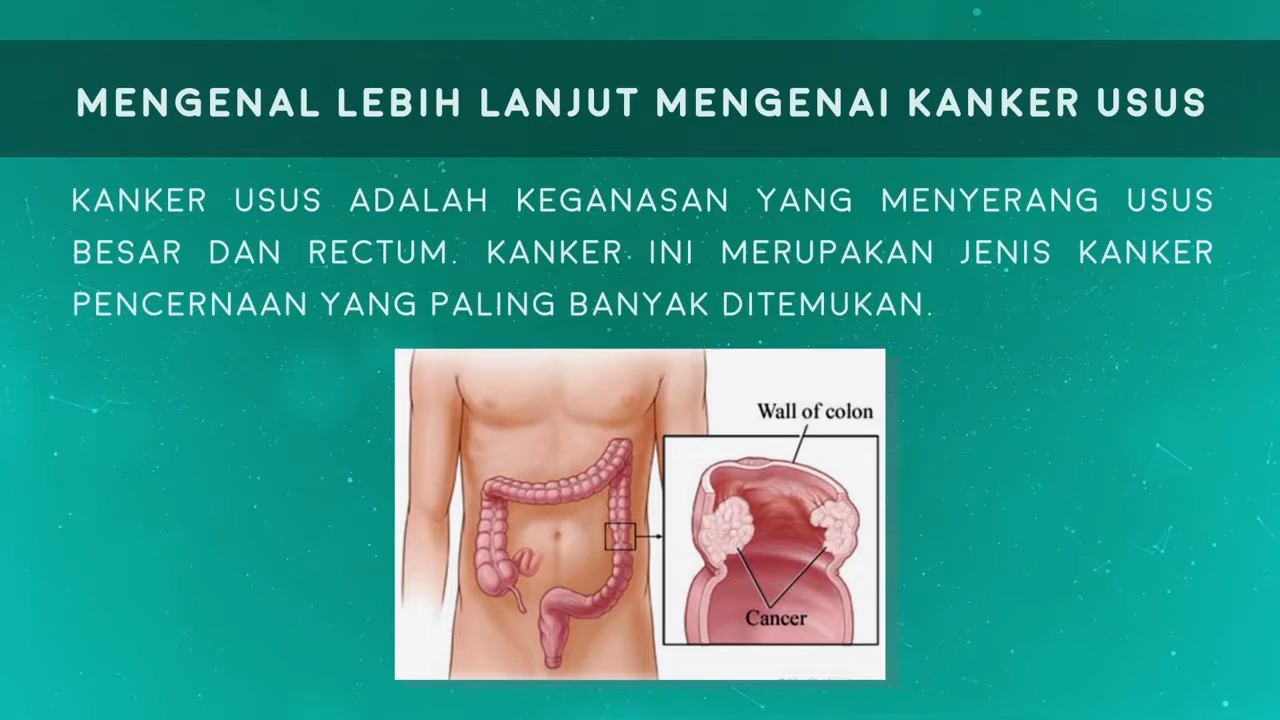 MENGENAL LEBIH LANJUT MENGENAI KANKER USUS
KANKER USUS ADALAH KEGANASAN YANG MENYERANG USUS
BESAR DAN RECTUM. KANKER INI MERUPAKAN JENIS KANKER
PENCERNAAN YANG PALING BANYAK DITEMUKAN.
Wall of colon
Cancer